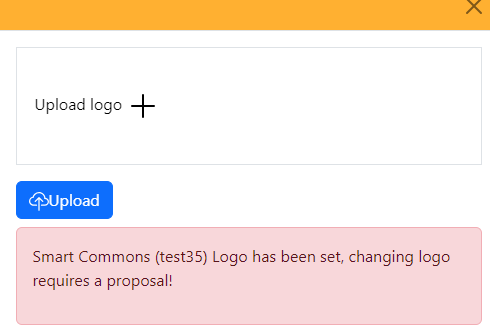 Upload logo
Upload
Smart Commons (test35) Logo has been set, changing logo
requires a proposal!